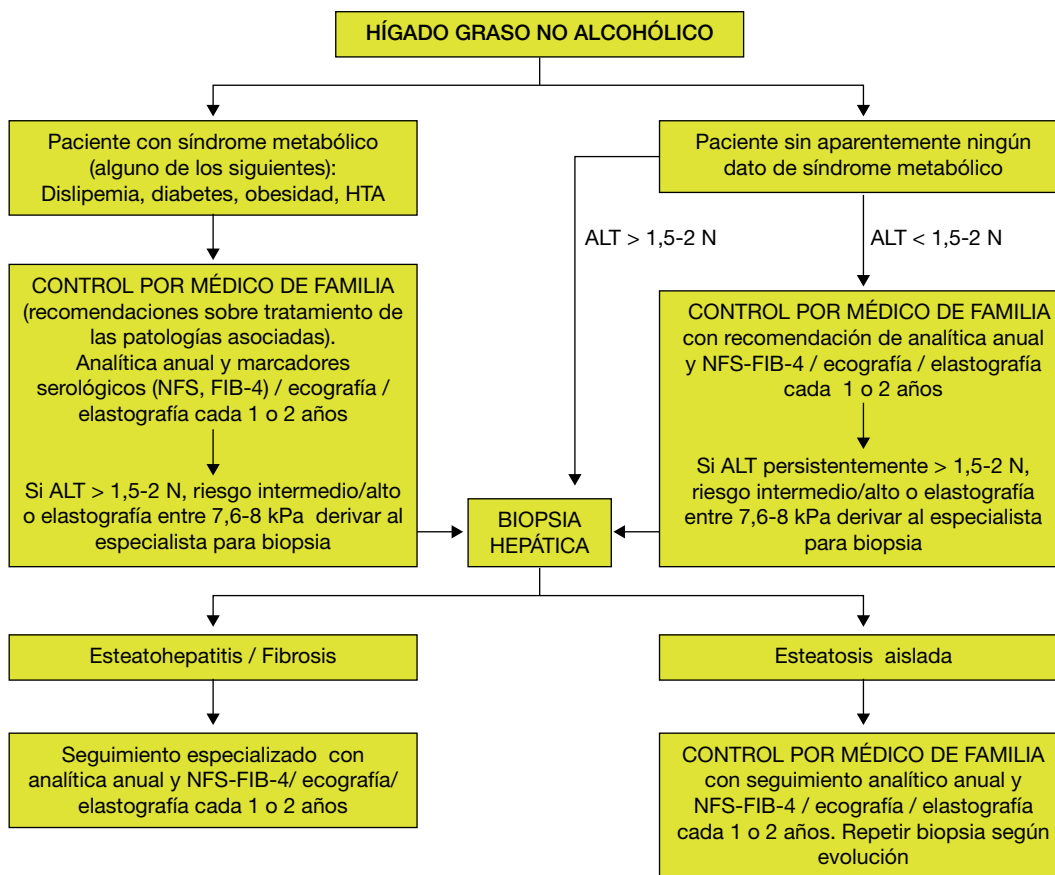 HÍGADO GRASO NO ALCOHÓLICO
Paciente con síndrome metabólico
(alguno de los siguientes):
Dislipemia, diabetes, obesidad, HTA
Paciente sin aparentemente ningún
dato de síndrome metabólico
ALT > 1,5-2 N
ALT < 1,5-2 N
CONTROL POR MÉDICO DE FAMILIA
(recomendaciones sobre tratamiento de
las patologías asociadas).
Analítica anual y marcadores
serológicos (NFS, FIB-4) / ecografía /
elastografía cada 1 o 2 años
Si ALT > 1,5-2 N, riesgo intermedio/alto
o elastografía entre 7,6-8 kPa derivar al
especialista para biopsia
CONTROL POR MÉDICO DE FAMILIA
con recomendación de analítica anual
y NFS-FIB-4 / ecografía / elastografía
cada 1 o 2 años
Si ALT persistentemente > 1,5-2 N,
riesgo intermedio/alto o elastografía
entre 7,6-8 kPa derivar al especialista
para biopsia
BIOPSIA
HEPÁTICA
Esteatohepatitis / Fibrosis
Esteatosis aislada
Seguimiento especializado con
analítica anual y NFS-FIB-4/ ecografía/
elastografía cada 1 o 2 años
CONTROL POR MÉDICO DE FAMILIA
con seguimiento analítico anual y
NFS-FIB-4 / ecografía / elastografía
cada 1 o 2 años. Repetir biopsia según
evolución